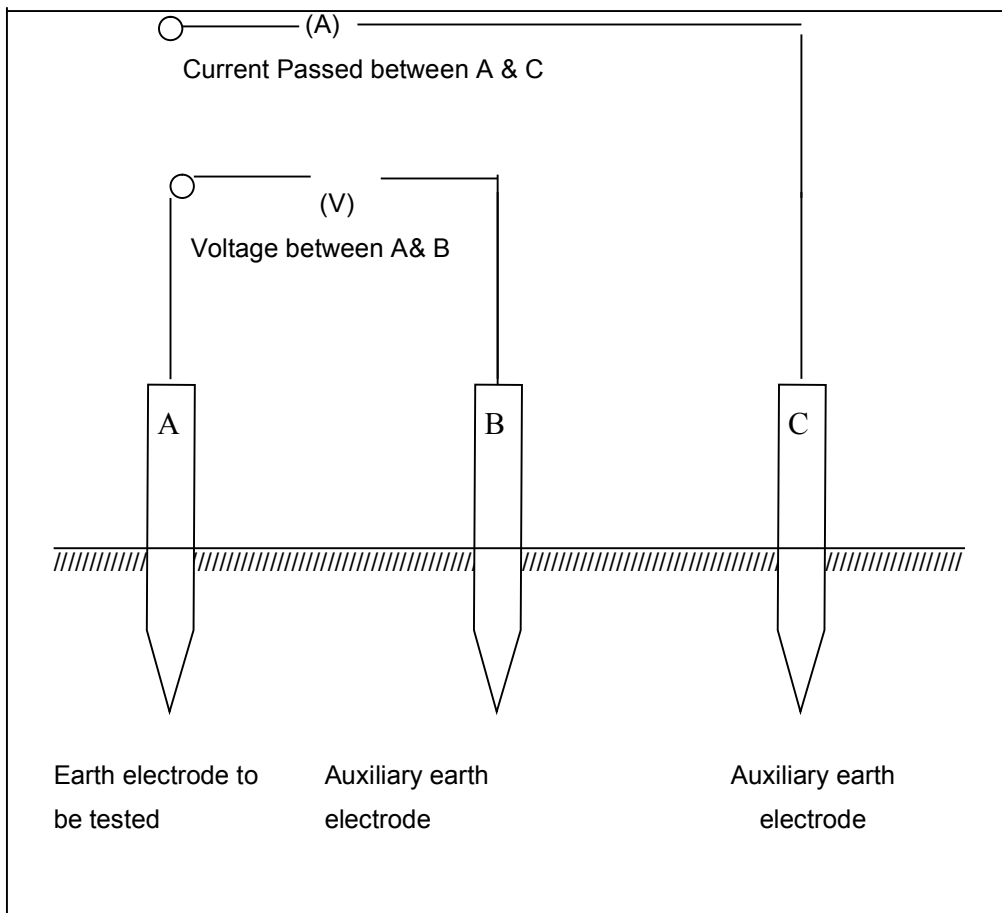 (A)
Current Passed between A & C
(V)
Voltage between A& B
A
B
C
Earth electrode to
be tested
Auxiliary earth
electrode
Auxiliary earth
electrode